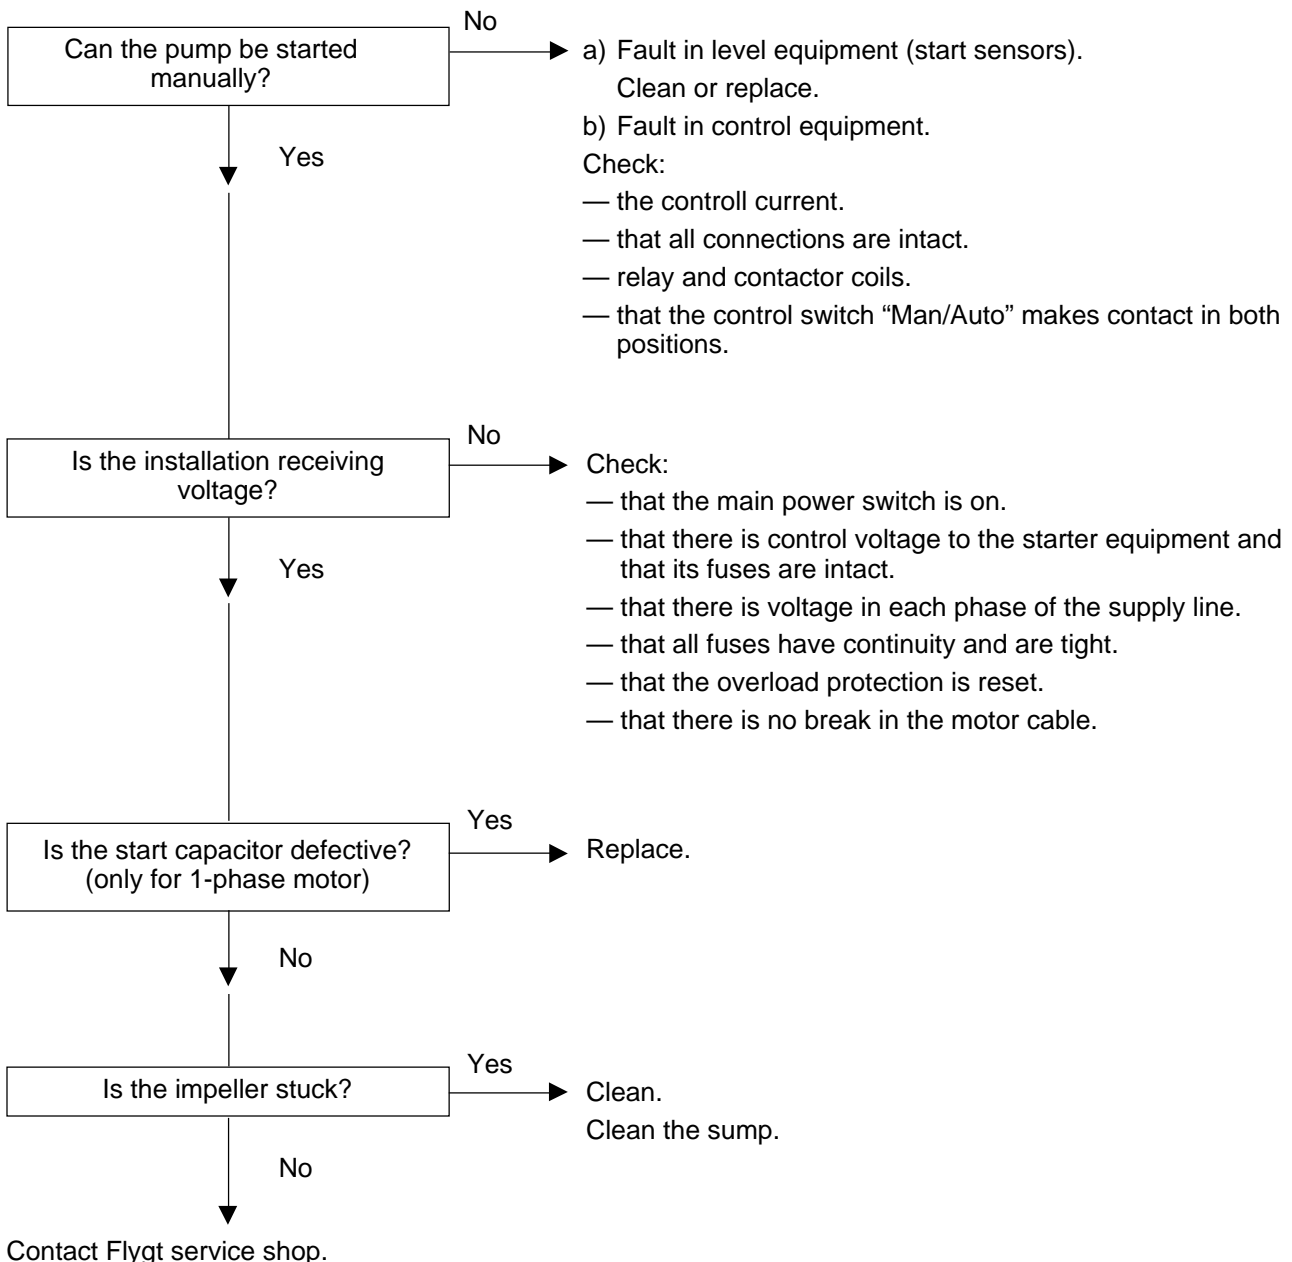 No
Can the pump be started
manually?
a) Fault in level equipment (start sensors).
Clean or replace.
b) Fault in control equipment.
Yes
Check:
— the controll current.
— that all connections are intact.
— relay and contactor coils.
— that the control switch “Man/Auto” makes contact in both
positions.
No
Is the installation receiving
voltage?
Check:
— that the main power switch is on.
— that there is control voltage to the starter equipment and
that its fuses are intact.
Yes
— that there is voltage in each phase of the supply line.
— that all fuses have continuity and are tight.
— that the overload protection is reset.
— that there is no break in the motor cable.
Yes
Is the start capacitor defective?
(only for 1-phase motor)
Replace.
No
Yes
Is the impeller stuck?
Clean.
Clean the sump.
No
Contact Flygt service shop.